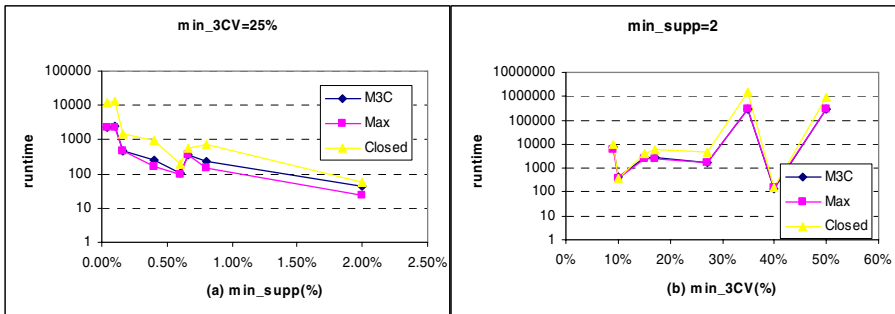 min_3CV=25%
100000
10000
1000
100
10
1
runtime
M3C
Max
Closed
0.00% 0.50% 1.00% 1.50% 2.00% 2.50%
(a) min_supp(%)
min_supp=2
10000000
1000000
100000
10000
1000
100
10
1
runtime
M3C
Max
Closed
0% 10% 20% 30% 40% 50% 60%
(b) min_3CV(%)